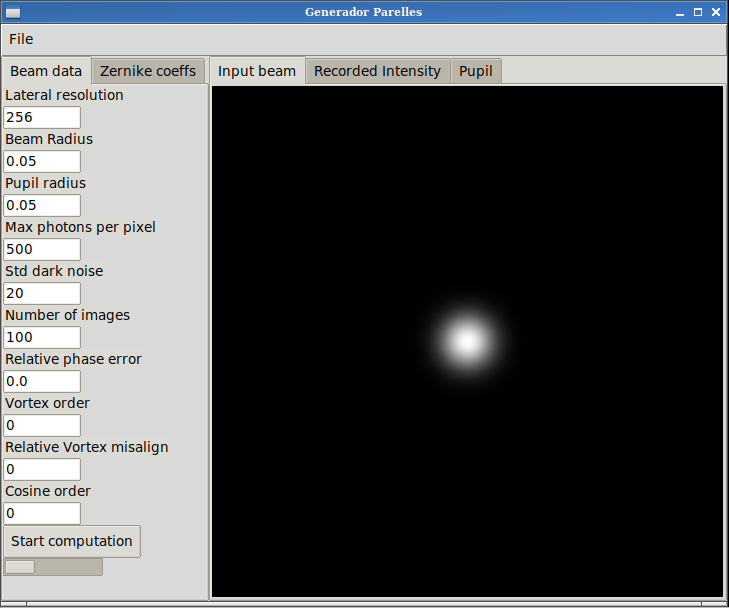 Generador Parelles
File
Beam data Zernike coeffs Input beam Recorded Intensity Pupil
Lateral resolution
256
Beam Radius
0.05
Pupil radius
0.05
Max photons per pixel
500
Std dark noise
20
Number of images
100
Relative phase error
0.0
Vortex order
0
Relative Vortex misalign
0
Cosine order
0
Start computation